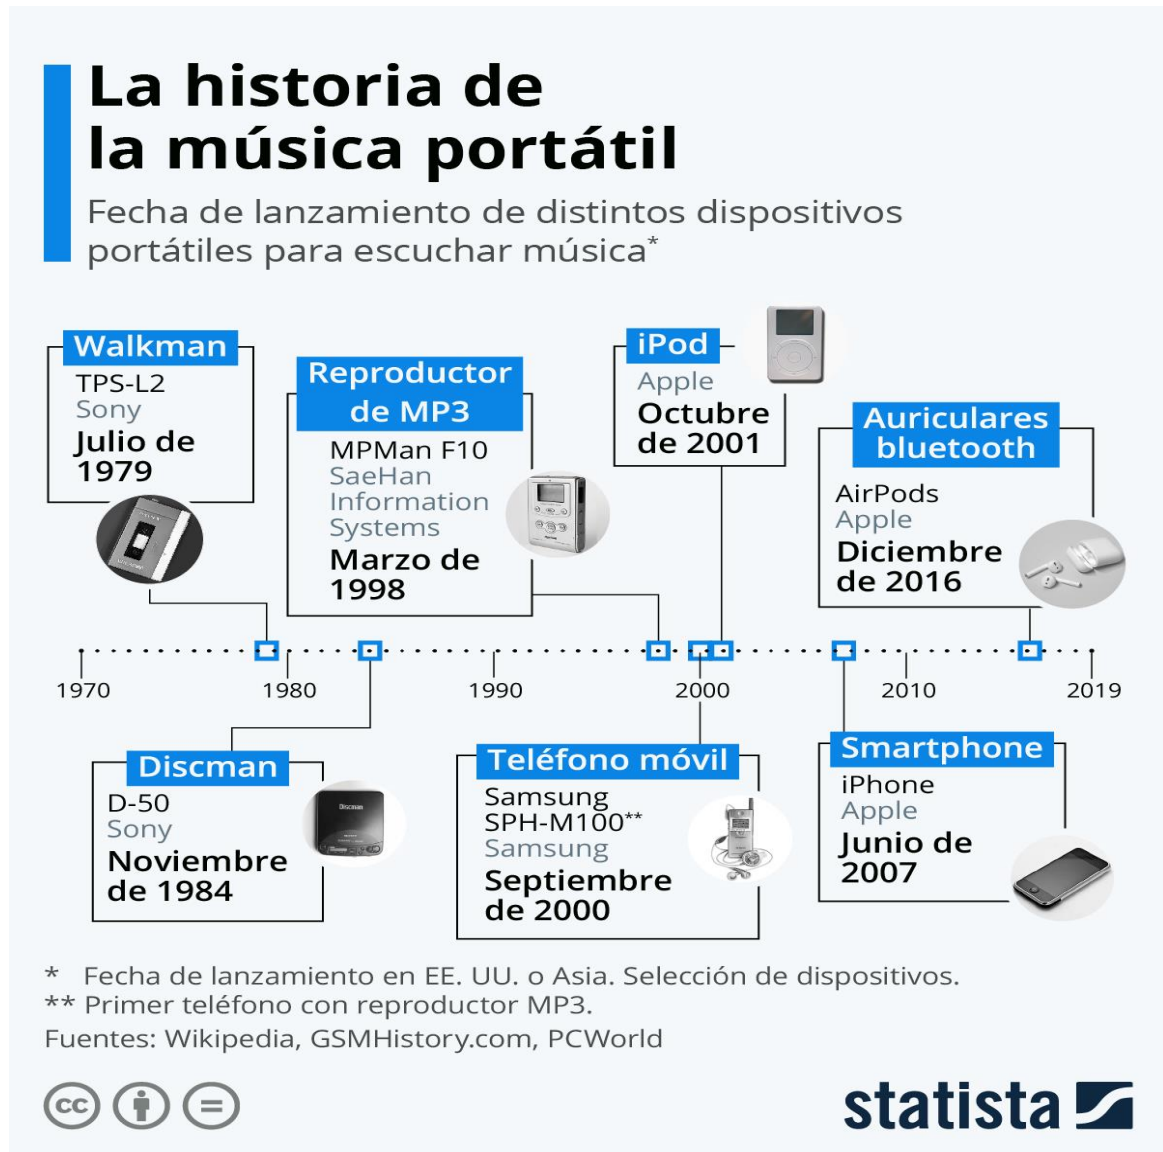 La historia de
la música portátil
Fecha de lanzamiento de distintos dispositivos
portátiles para escuchar música*
Walkman
TPS-L2
Sony
Julio de
1979
Reproductor
de MP3
MPMan F10
SaeHan
Information
Systems
Marzo de
1998
iPod
Apple
Octubre
de 2001
Auriculares
bluetooth
AirPods
Apple
Diciembre
de 2016
1970
1980
1990
2000
2010
2019
Discman
D-50
Sony
Noviembre
de 1984
Discman
Teléfono móvil
Samsung
SPH-M100**
Samsung
Septiembre
de 2000
Smartphone
iPhone
Apple
Junio de
2007
* Fecha de lanzamiento en EE. UU. o Asia. Selección de dispositivos.
** Primer teléfono con reproductor MP3.
Fuentes: Wikipedia, GSMHistory.com, PCWorld
cc
statista